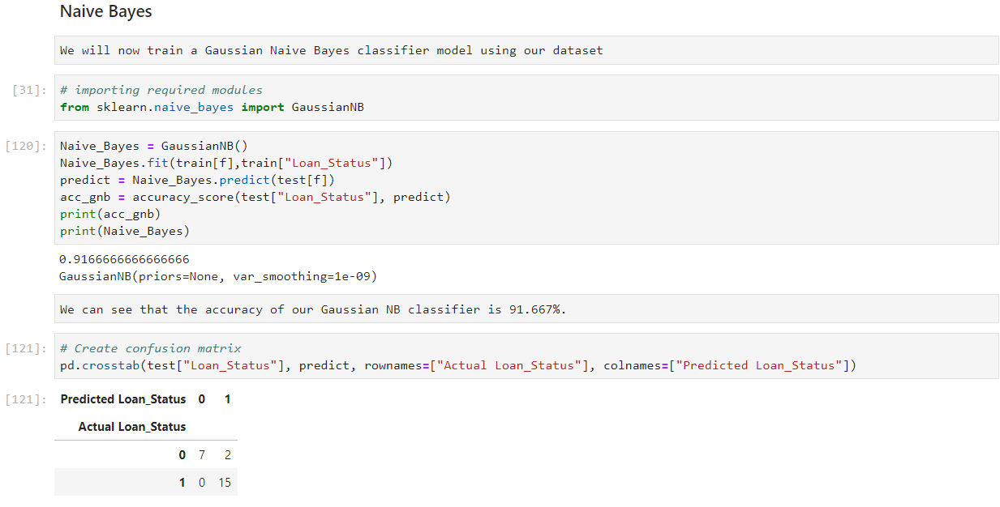 Naive Bayes
We will now train a Gaussian Naive Bayes classifier model using our dataset
[31]: # importing required modules
from sklearn.naive_bayes import GaussianNB
[120]: Naive_Bayes = GaussianNB()
Naive_Bayes.fit(train[f],train["Loan_Status"])
predict = Naive_Bayes.predict(test[f])
acc_gnb = accuracy_score(test["Loan_Status"], predict)
print(acc_gnb)
print(Naive_Bayes)
0.9166666666666666
GaussianNB(priors=None, var_smoothing=1e-09)
We can see that the accuracy of our Gaussian NB classifier is 91.667%.
[121]: # Create confusion matrix
pd.crosstab(test["Loan_Status"], predict, rownames=["Actual Loan_Status"], colnames=["Predicted Loan_Status"])
[121]: Predicted Loan_Status 0 1
Actual Loan_Status
0 7 2
1 0 15